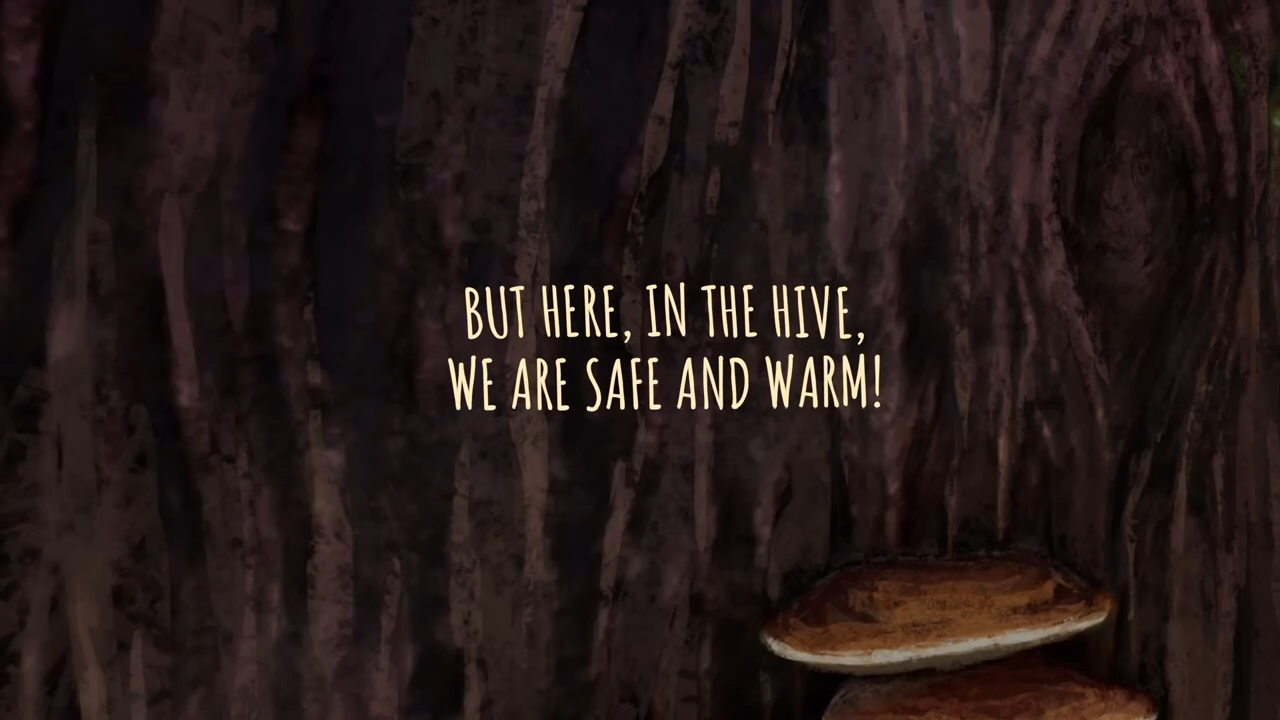 BUT HERE, IN THE HIVE,
WE ARE SAFE AND WARM!